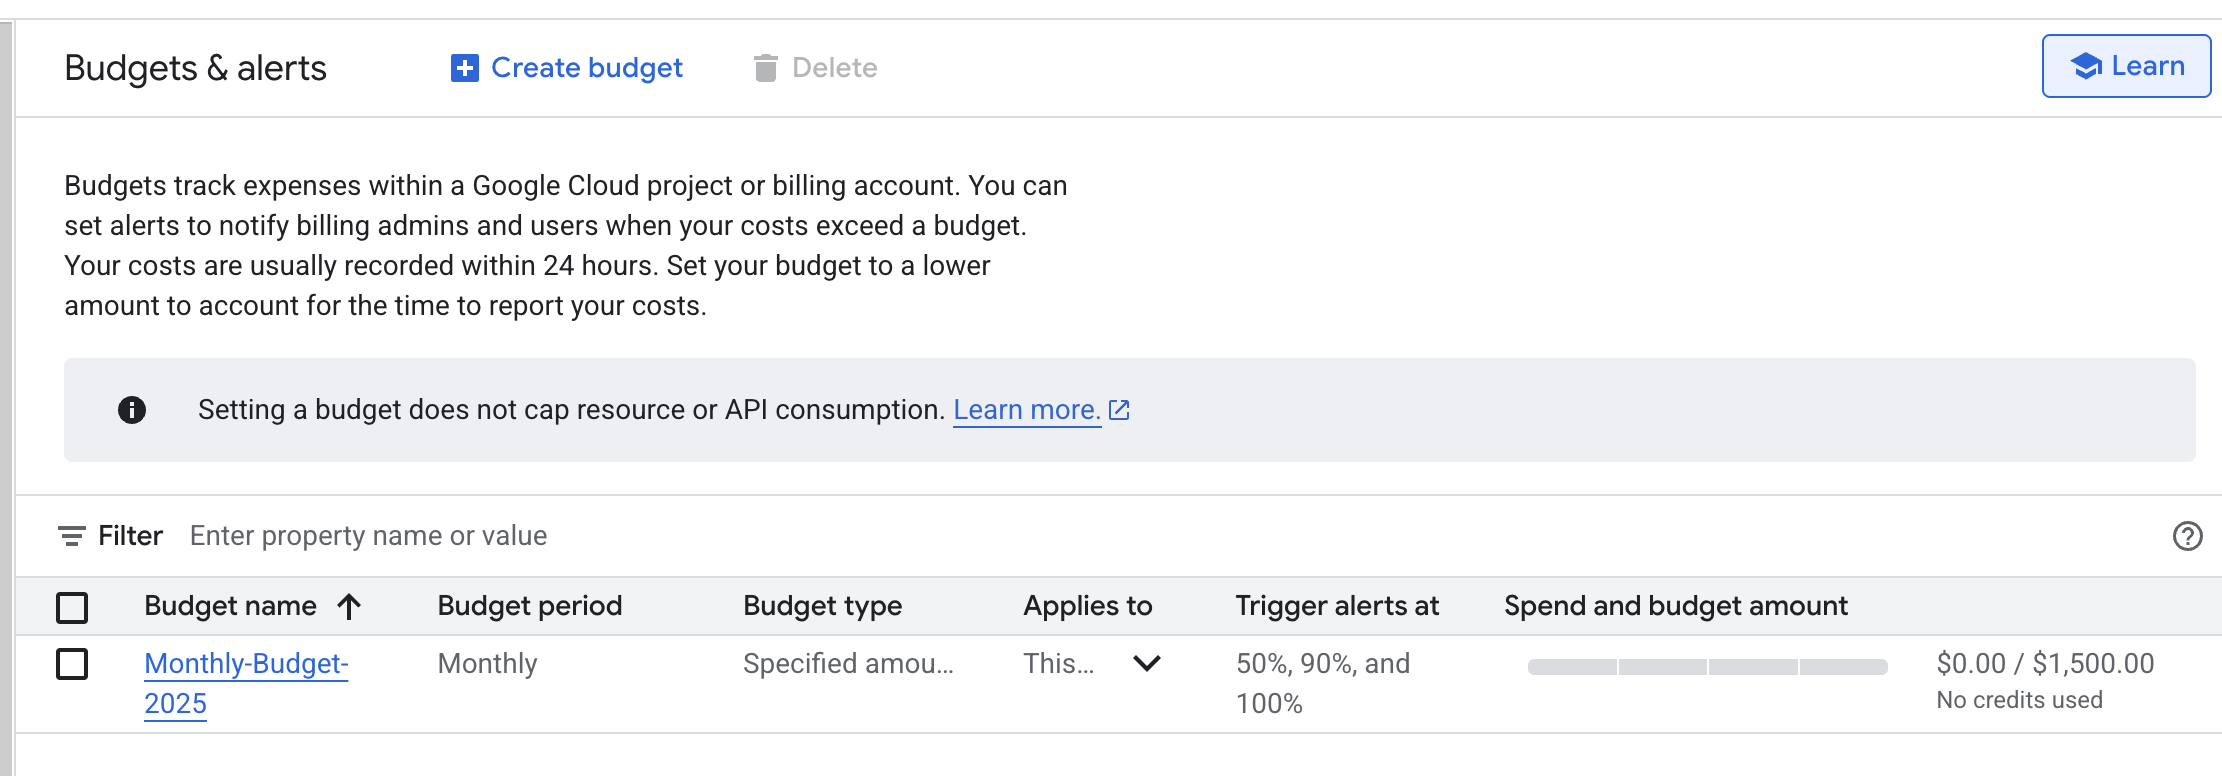 Budgets & alerts
Create budget
Delete
Learn
Budgets track expenses within a Google Cloud project or billing account. You can
set alerts to notify billing admins and users when your costs exceed a budget.
Your costs are usually recorded within 24 hours. Set your budget to a lower
amount to account for the time to report your costs.
Setting a budget does not cap resource or API consumption. Learn more.
Filter Enter property name or value
Budget name Budget period Budget type Applies to Trigger alerts at Spend and budget amount
Monthly-Budget- Monthly Specified amou... This... 50%, 90%, and $0.00 / $1,500.00
2025 100% No credits used